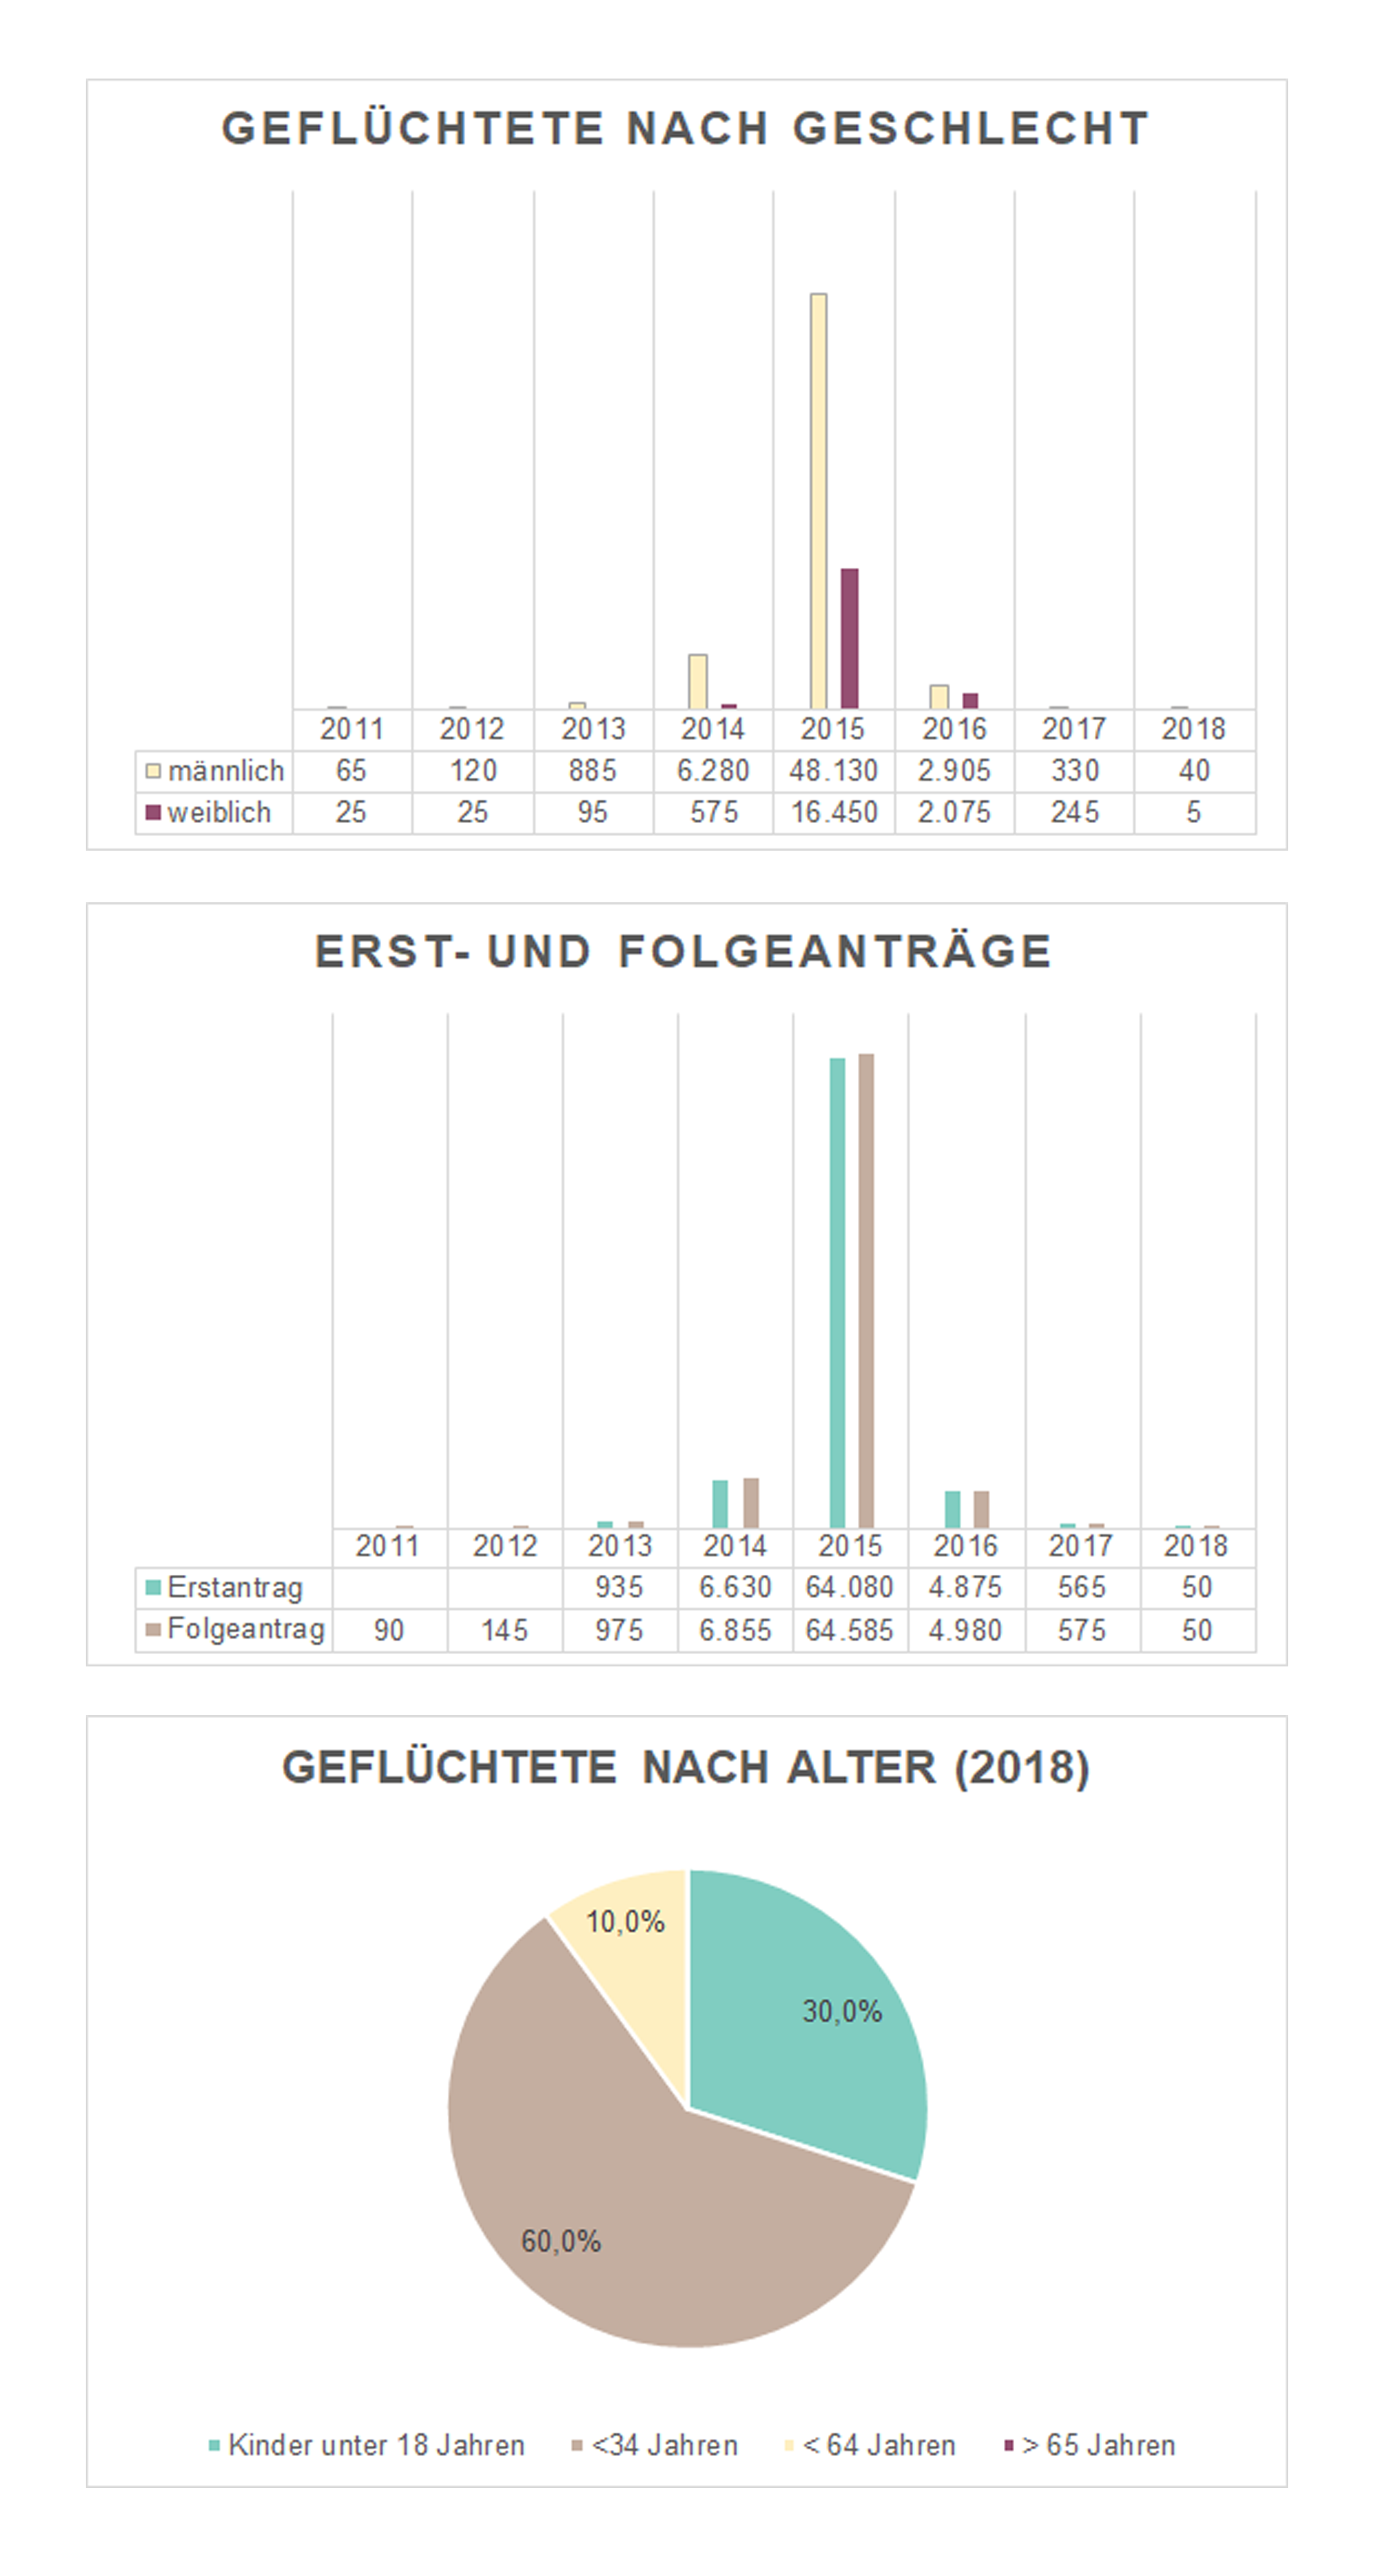 GEFLÜCHTETE NACH GESCHLECHT
2011 2012 2013 2014 2015 2016 2017 2018
männlich 65 120 885 6.280 48.130 2.905 330 40
weiblich 25 25 95 575 16.450 2.075 245 5
ERST- UND FOLGEANTRÄGE
2011 2012 2013 2014 2015 2016 2017 2018
Erstantrag 935 6.630 64.080 4.875 565 50
Folgeantrag 90 145 975 6.855 64.585 4.980 575 50
GEFLÜCHTETE NACH ALTER (2018)
10,0%
30,0%
60,0%
Kinder unter 18 Jahren <34 Jahren < 64 Jahren > 65 Jahren